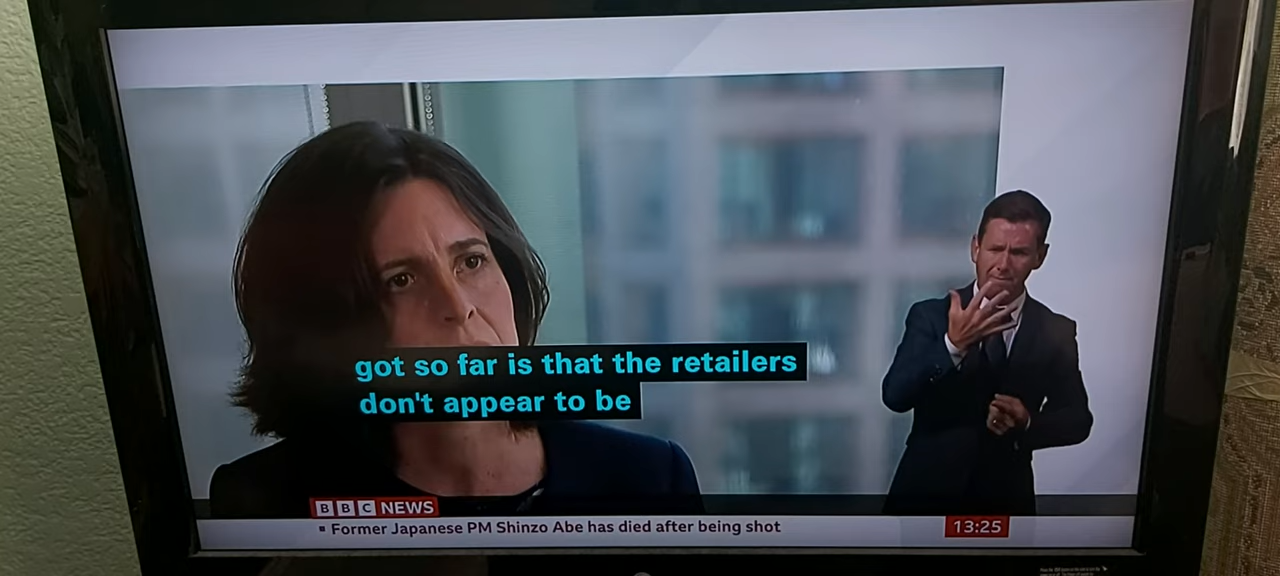 got so far is that the retailers
don't appear to be
BBC NEWS
Former Japanese PM Shinzo Abe has died after being shot
13:25